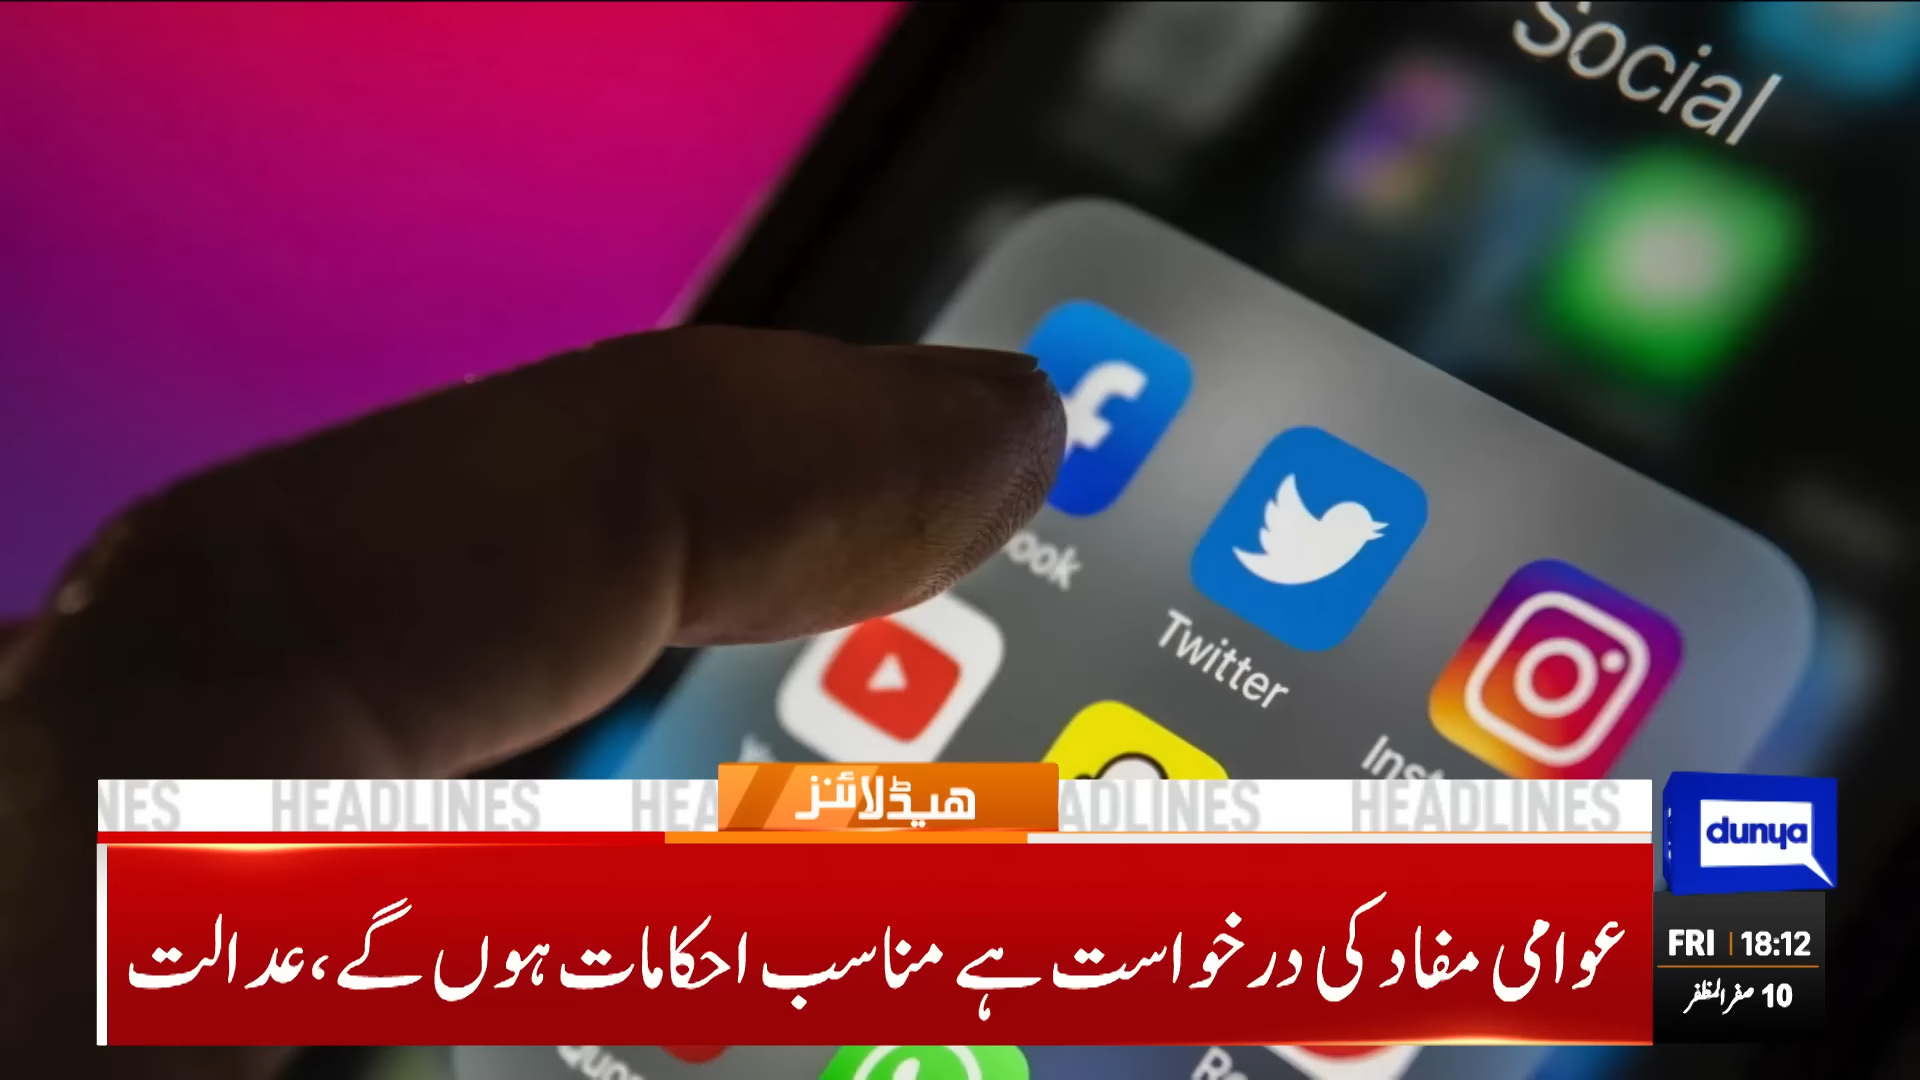 Social
ook
Twitter
Inst
HEADLINES HEADLINES
ہیڈلائنز
dunya
عوامی مفاد کی درخواست ہے مناسب احکامات ہوں گے، عدالت
FRI 18:12
10 صفر المظفر